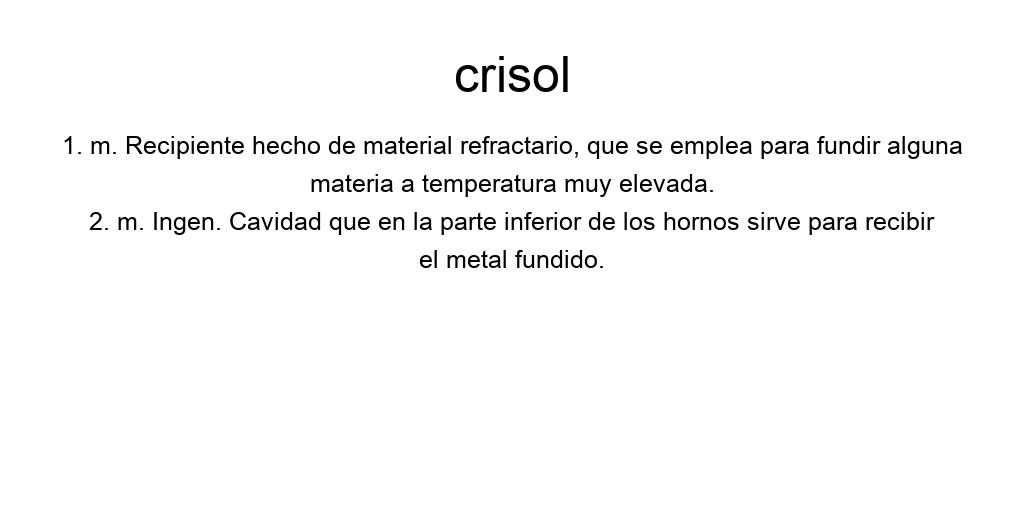 crisol
1. m. Recipiente hecho de material refractario, que se emplea para fundir alguna
materia a temperatura muy elevada.
2. m. Ingen. Cavidad que en la parte inferior de los hornos sirve para recibir
el metal fundido.